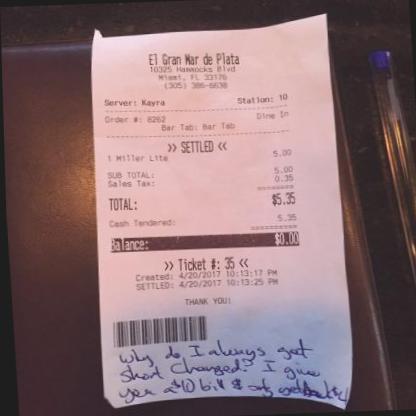 El Gran Mar de Plata
10325 Hammocks Blvd
Miami, FL 33176
(305) 386-6638
Server: Kayra Station: 10
Order #: 8262 Dine In
Bar Tab: Bar Tab
>> SETTLED <<
1 Miller Lite 5.00
SUB TOTAL: 5.00
Sales Tax: 0.35
TOTAL: $5.35
Cash Tendered: 5.35
Balance: $0.00
>> Ticket #: 35 <<
Created: 4/20/2017 10:13:17 PM
SETTLED: 4/20/2017 10:13:25 PM
THANK YOU!
Why do I always get
Short Changed? I give
you a $10 bill & only get back $4